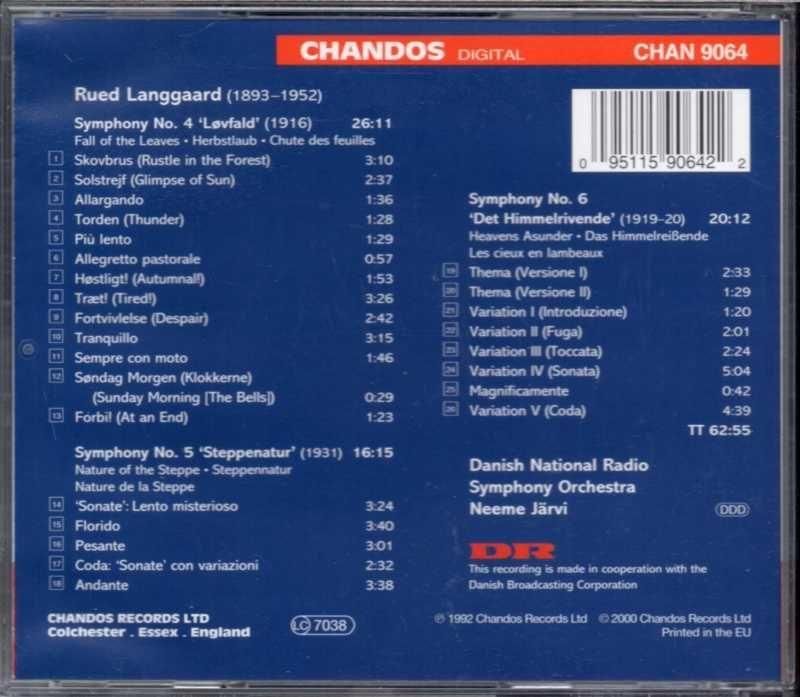 CHANDOS DIGITAL CHAN 9064
Rued Langgaard (1893–1952)
Symphony No. 4 ‘Løvfald’ (1916) 26:11
Fall of the Leaves • Herbstlaub • Chute des feuilles
1 Skovbrus (Rustle in the Forest) 3:10
2 Solstrejf (Glimpse of Sun) 2:37
3 Allargando 1:36
4 Torden (Thunder) 1:28
5 Più lento 1:29
6 Allegretto pastorale 0:57
7 Høstligt! (Autumnal!) 1:53
8 Træt! (Tired!) 3:26
9 Fortvivlelse (Despair) 2:42
10 Tranquillo 3:15
11 Sempre con moto 1:46
12 Søndag Morgen (Klokkerne)
(Sunday Morning [The Bells]) 0:29
13 Forbi! (At an End) 1:23
Symphony No. 5 ‘Steppenatur’ (1931) 16:15
Nature of the Steppe • Steppennatur
Nature de la Steppe
14 ‘Sonate’: Lento misterioso 3:24
15 Florido 3:40
16 Pesante 3:01
17 Coda: ‘Sonate’ con variazioni 2:32
18 Andante 3:38
CHANDOS RECORDS LTD
Colchester . Essex . England
LC 7038
0 95115 90642 2
Symphony No. 6
‘Det Himmelrivende’ (1919–20) 20:12
Heavens Asunder • Das Himmelreißende
Les cieux en lambeaux
19 Thema (Versione I) 2:33
20 Thema (Versione II) 1:29
21 Variation I (Introduzione) 1:20
22 Variation II (Fuga) 2:01
23 Variation III (Toccata) 2:24
24 Variation IV (Sonata) 5:04
25 Magnificamente 0:42
26 Variation V (Coda) 4:39
TT 62:55
Danish National Radio
Symphony Orchestra
Neeme Järvi DDD
DR
This recording is made in cooperation with the
Danish Broadcasting Corporation
℗ 1992 Chandos Records Ltd © 2000 Chandos Records Ltd
Printed in the EU